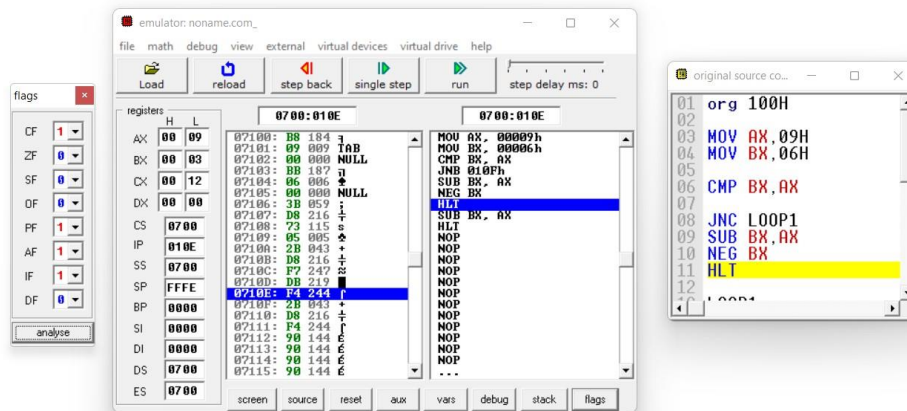 emulator: noname.com_
file math debug view external virtual devices virtual drive help
Load reload step back single step run step delay ms: 0
flags
CF 1
ZF 0
SF 0
OF 0
PF 1
AF 1
IF 1
DF 0
analyse
registers
H L
AX 00 09
BX 00 03
CX 00 12
DX 00 00
CS 0700
IP 010E
SS 0700
SP FFFE
BP 0000
SI 0000
DI 0000
DS 0700
ES 0700
0700:010E
07100: B8 184 ╕
07101: 09 009 TAB
07102: 00 000 NULL
07103: BB 187 ╗
07104: 06 006 ♠
07105: 00 000 NULL
07106: 3B 059 ;
07107: D8 216 ╪
07108: 73 115 s
07109: 05 005 ♣
0710A: 2B 043 +
0710B: D8 216 ╪
0710C: F7 247 ≈
0710D: DB 219 █
0710E: F4 244 ⌠
0710F: 2B 043 +
07110: D8 216 ╪
07111: F4 244 ⌠
07112: 90 144 É
07113: 90 144 É
07114: 90 144 É
07115: 90 144 É
0700:010E
MOV AX, 00009h
MOV BX, 00006h
CMP BX, AX
JNB 010Fh
SUB BX, AX
NEG BX
HLT
SUB BX, AX
HLT
NOP
NOP
NOP
NOP
NOP
NOP
NOP
NOP
NOP
NOP
NOP
NOP
...
screen source reset aux vars debug stack flags
original source co...
01 org 100H
02
03 MOV AX,09H
04 MOV BX,06H
05
06 CMP BX,AX
07
08 JNC LOOP1
09 SUB BX,AX
10 NEG BX
11 HLT
12